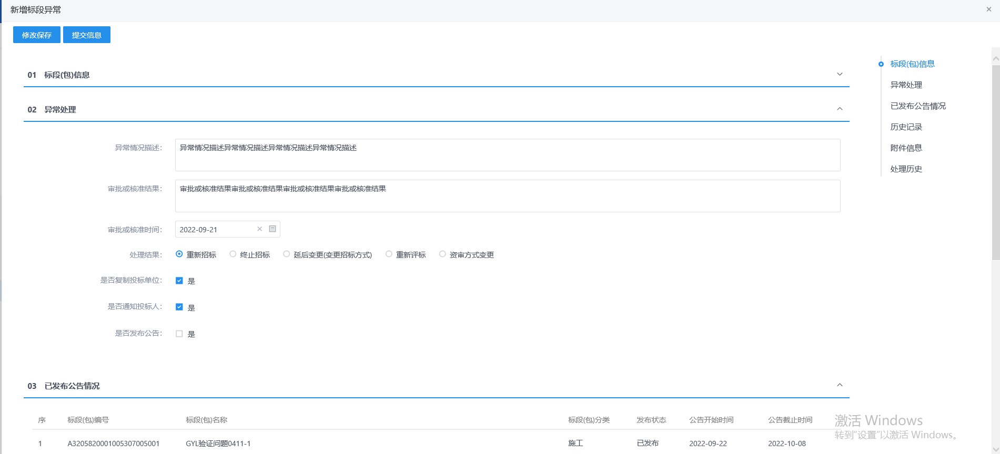 新增标段异常
修改保存 提交信息
01 标段(包)信息
02 异常处理
异常情况描述: 异常情况描述异常情况描述异常情况描述异常情况描述
审批或核准结果: 审批或核准结果审批或核准结果审批或核准结果审批或核准结果
审批或核准时间: 2022-09-21
处理结果: 重新招标 终止招标 延后变更(变更招标方式) 重新评标 资审方式变更
是否复制投标单位: 是
是否通知投标人: 是
是否发布公告: 是
03 已发布公告情况
序 标段(包)编号 标段(包)名称 标段(包)分类 发布状态 公告开始时间 公告截止时间
1 A3205820001005307005001 GYL验证问题0411-1 施工 已发布 2022-09-22 2022-10-08
标段(包)信息
异常处理
已发布公告情况
历史记录
附件信息
处理历史
激活 Windows
转到“设置”以激活 Windows。